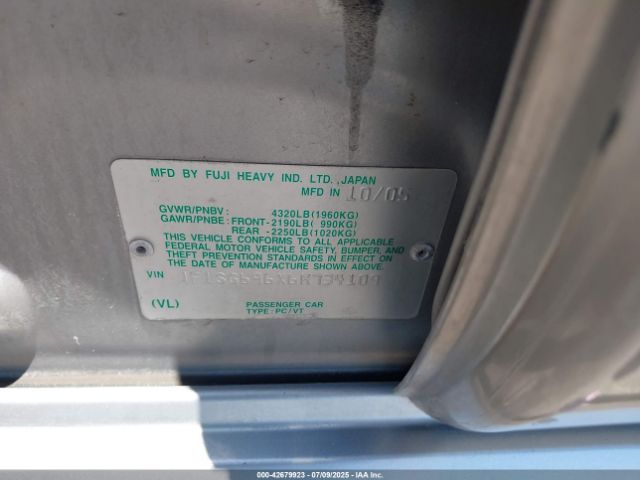 MFD BY FUJI HEAVY IND. LTD., JAPAN
MFD IN 10/05
GVWR/PNBV: 4320LB(1960KG)
GAWR/PNBE: FRONT-2190LB( 990KG)
REAR -2250LB(1020KG)
THIS VEHICLE CONFORMS TO ALL APPLICABLE
FEDERAL MOTOR VEHICLE SAFETY, BUMPER, AND
THEFT PREVENTION STANDARDS IN EFFECT ON
THE DATE OF MANUFACTURE SHOWN ABOVE.
VIN
(VL) PASSENGER CAR
TYPE:PC/VT
000-42679923 | 07/09/2025 | IAA INC.